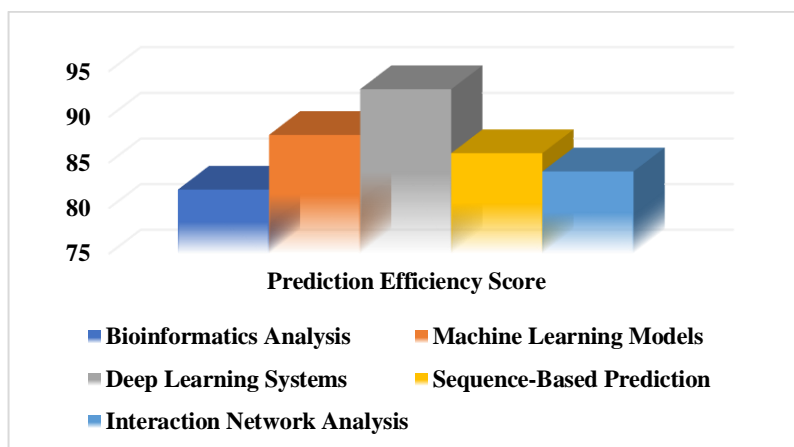 95
90
85
80
75
Prediction Efficiency Score
Bioinformatics Analysis
Machine Learning Models
Deep Learning Systems
Sequence-Based Prediction
Interaction Network Analysis